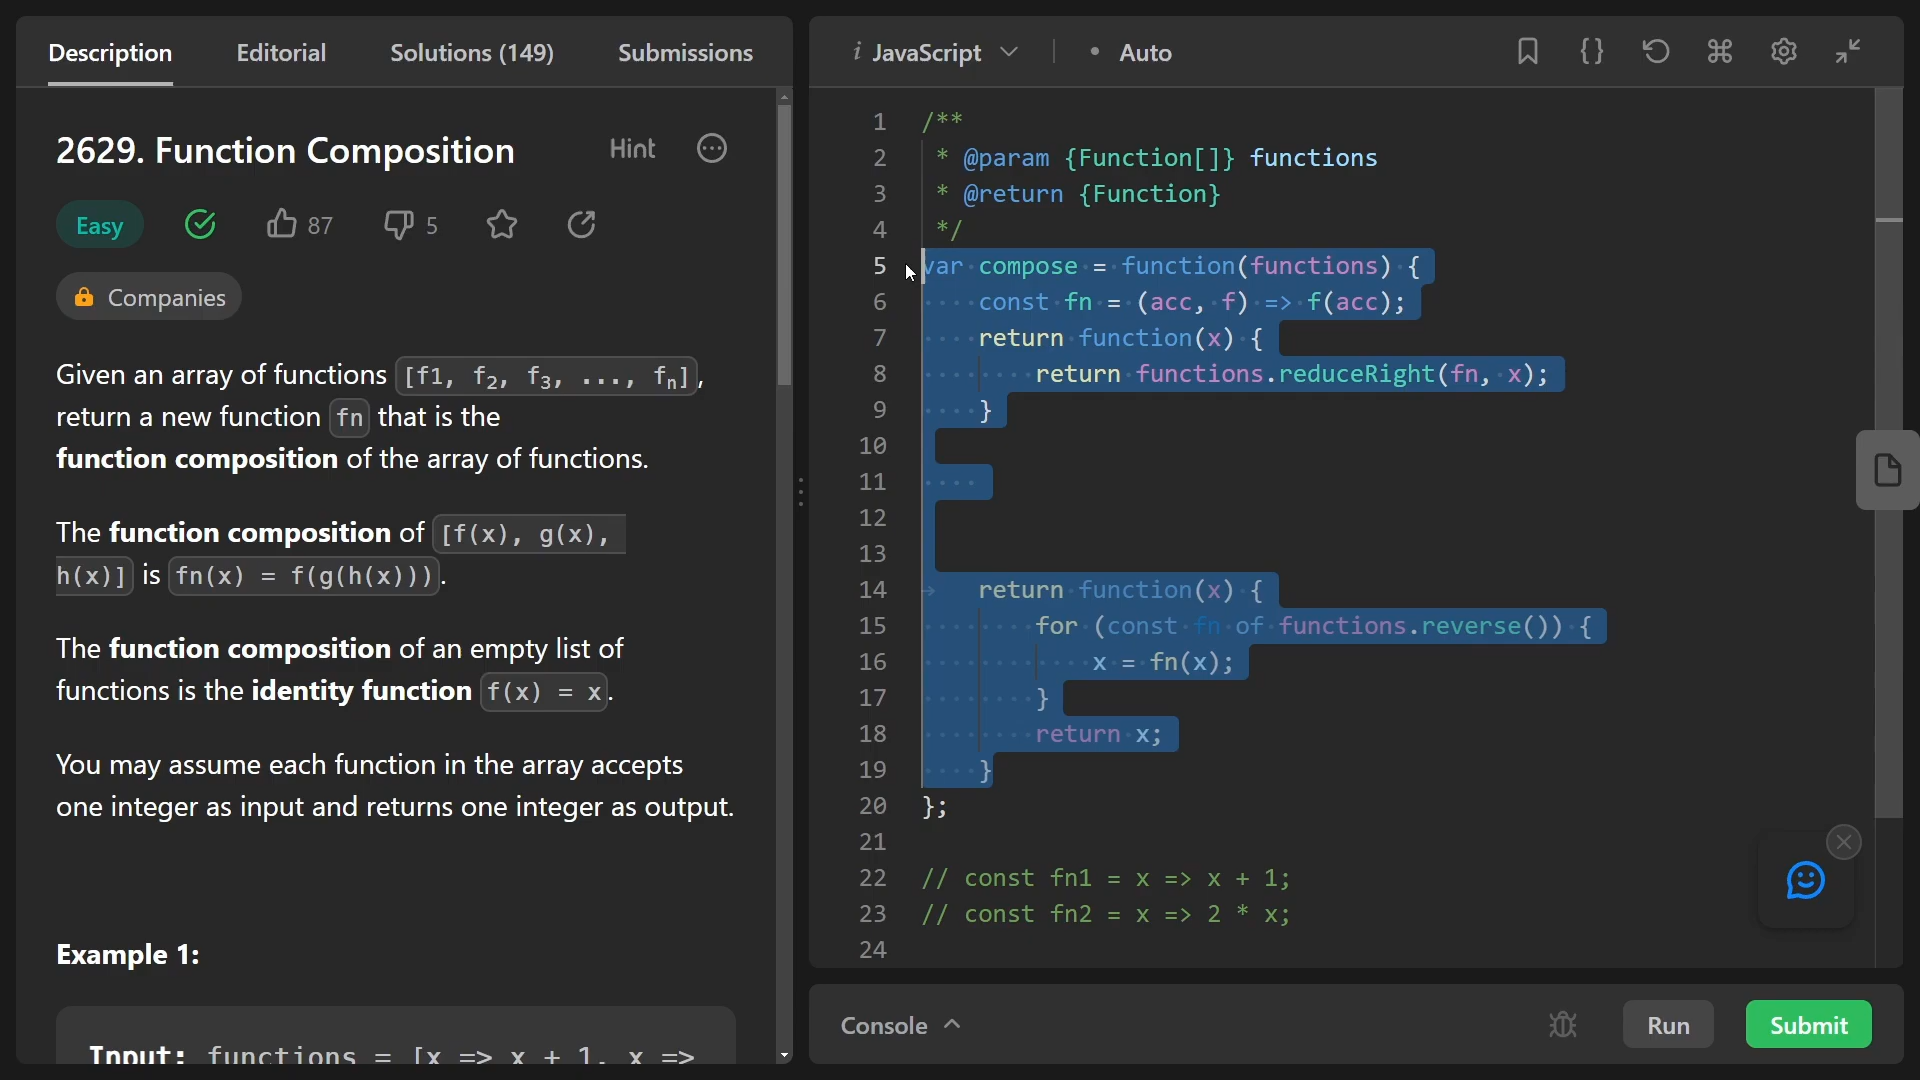 Description Editorial Solutions (149) Submissions
2629. Function Composition Hint
Easy 87 5
Companies
Given an array of functions [f1, f2, f3, ..., fn],
return a new function fn that is the
function composition of the array of functions.
The function composition of [f(x), g(x),
h(x)] is fn(x) = f(g(h(x))).
The function composition of an empty list of
functions is the identity function f(x) = x.
You may assume each function in the array accepts
one integer as input and returns one integer as output.
Example 1:
Input: functions = [x => x + 1, x =>
i JavaScript • Auto
1 /**
2 * @param {Function[]} functions
3 * @return {Function}
4 */
5 var compose = function(functions) {
6 const fn = (acc, f) => f(acc);
7 return function(x) {
8 return functions.reduceRight(fn, x);
9 }
10
11
12
13
14 return function(x) {
15 for (const fn of functions.reverse()) {
16 x = fn(x);
17 }
18 return x;
19 }
20 };
21
22 // const fn1 = x => x + 1;
23 // const fn2 = x => 2 * x;
24
Console Run Submit